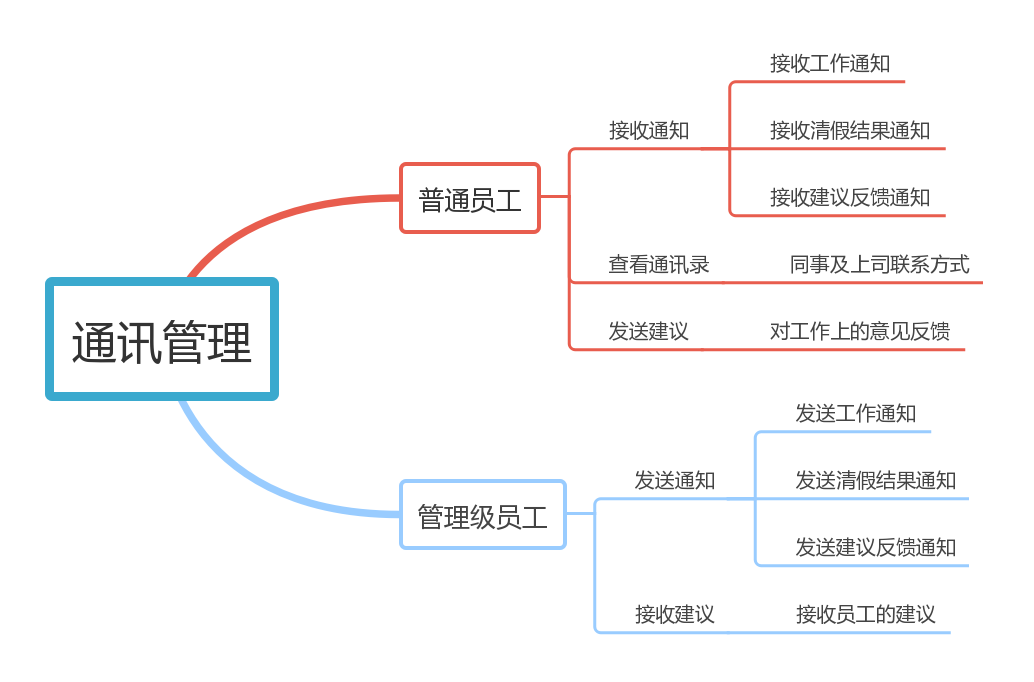 通讯管理
普通员工
接收通知
接收工作通知
接收清假结果通知
接收建议反馈通知
查看通讯录
同事及上司联系方式
发送建议
对工作上的意见反馈
管理级员工
发送通知
发送工作通知
发送清假结果通知
发送建议反馈通知
接收建议
接收员工的建议